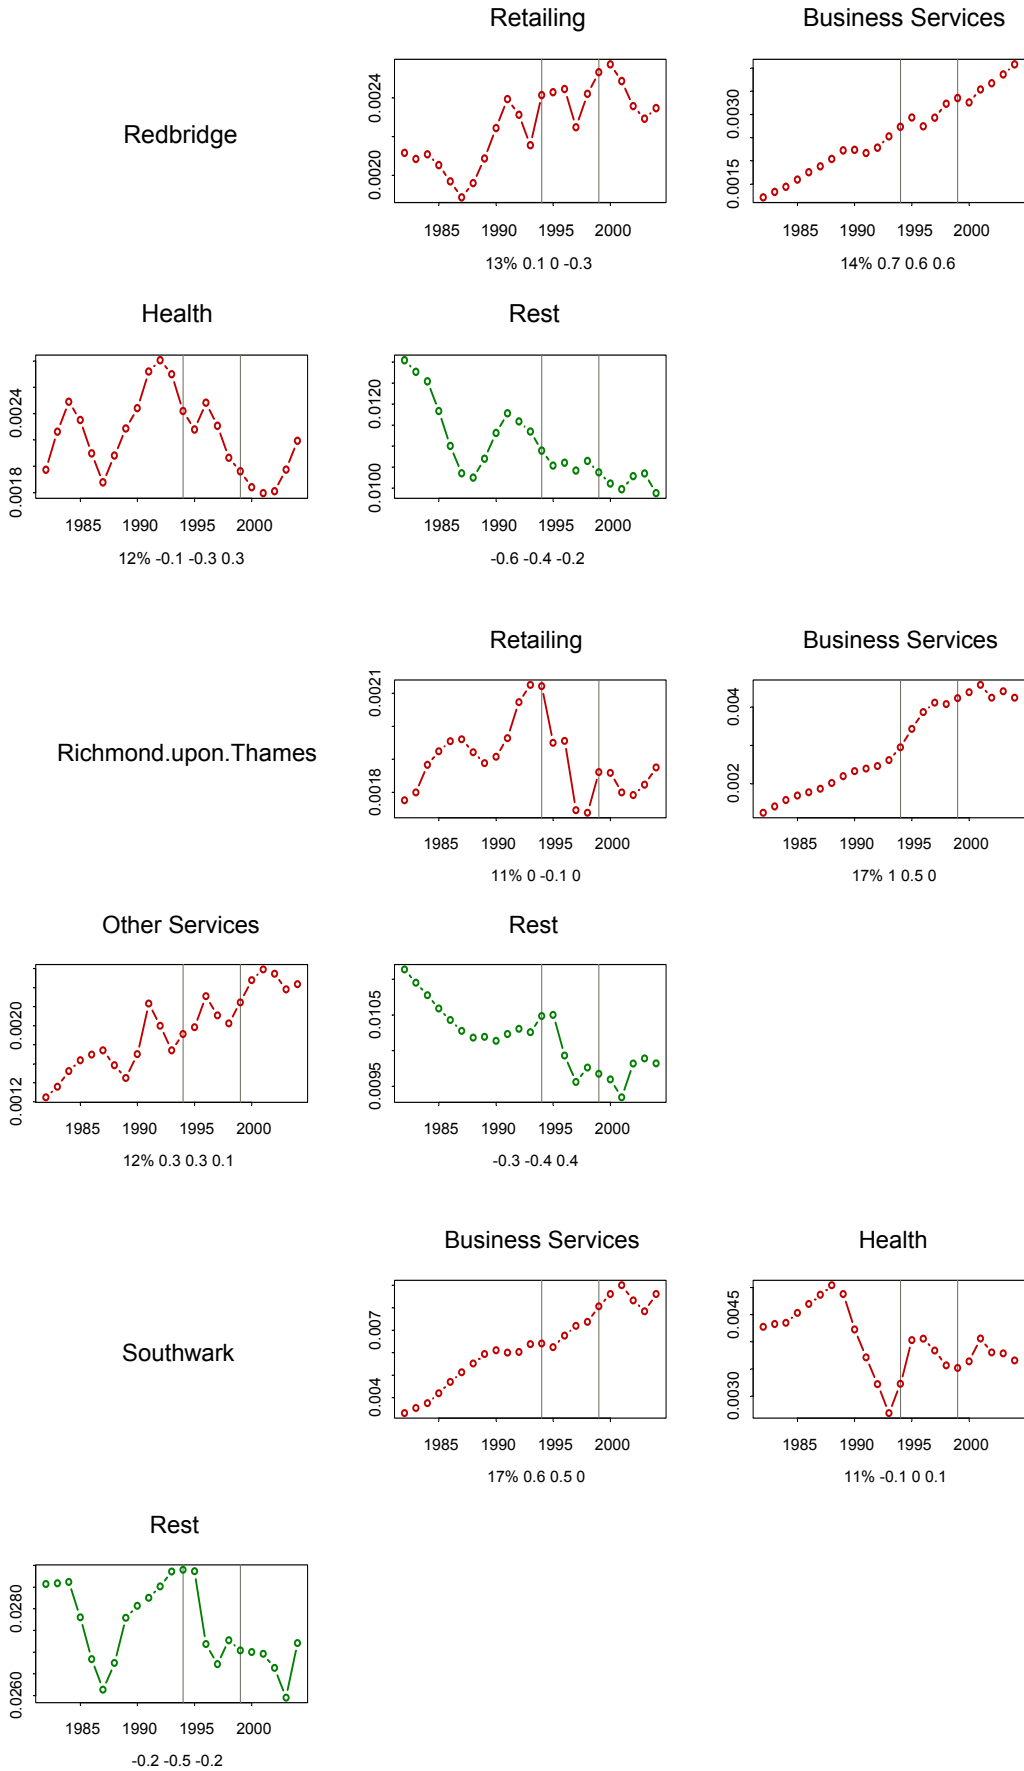 Retailing
Business Services
Redbridge
0.0020 0.0024
1985 1990 1995 2000
13% 0.1 0 -0.3
0.0015 0.0030
1985 1990 1995 2000
14% 0.7 0.6 0.6
Health
Rest
0.0018 0.0024
1985 1990 1995 2000
12% -0.1 -0.3 0.3
0.0100 0.0120
1985 1990 1995 2000
-0.6 -0.4 -0.2
Retailing
Business Services
Richmond.upon.Thames
0.0018 0.0021
1985 1990 1995 2000
11% 0 -0.1 0
0.002 0.004
1985 1990 1995 2000
17% 1 0.5 0
Other Services
Rest
0.0012 0.0020
1985 1990 1995 2000
12% 0.3 0.3 0.1
0.0095 0.0105
1985 1990 1995 2000
-0.3 -0.4 0.4
Business Services
Health
Southwark
0.004 0.007
1985 1990 1995 2000
17% 0.6 0.5 0
0.0030 0.0045
1985 1990 1995 2000
11% -0.1 0 0.1
Rest
0.0260 0.0280
1985 1990 1995 2000
-0.2 -0.5 -0.2